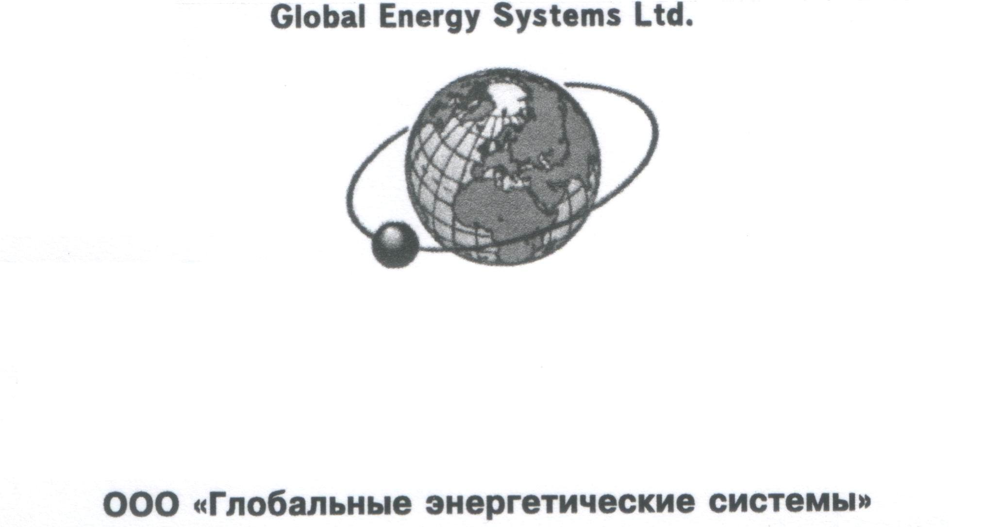 Global Energy Systems Ltd.
ООО «Глобальные энергетические системы»